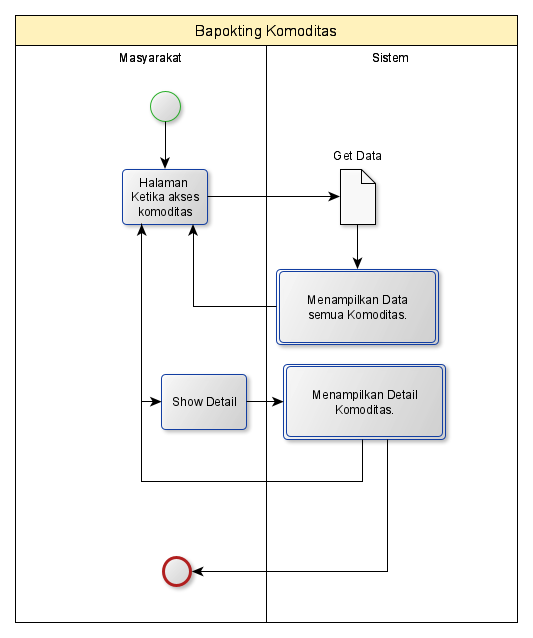 Bapokting Komoditas
Masyarakat
Sistem
Get Data
Halaman
Ketika akses
komoditas
Menampilkan Data
semua Komoditas.
Show Detail
Menampilkan Detail
Komoditas.